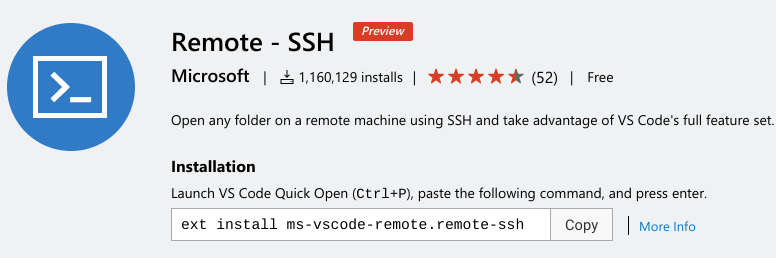 Remote - SSH Preview
Microsoft | 1,160,129 installs | (52) | Free
Open any folder on a remote machine using SSH and take advantage of VS Code's full feature set.
Installation
Launch VS Code Quick Open (Ctrl+P), paste the following command, and press enter.
ext install ms-vscode-remote.remote-ssh Copy | More Info